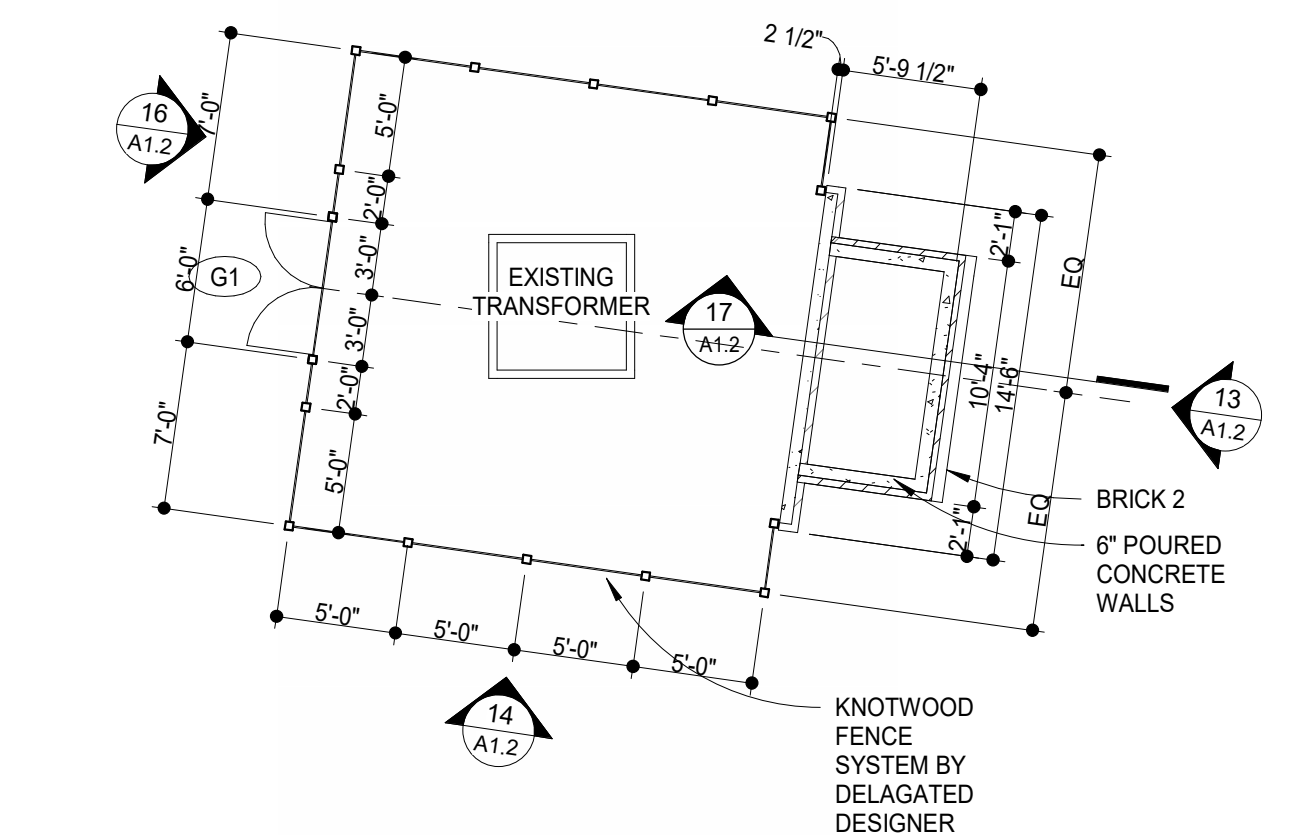 2 1/2"
5'-9 1/2"
16
A1.2
7'-0"
5'-0"
2'-0"
3'-0"
6'-0"
G1
EXISTING
TRANSFORMER
17
A1.2
2'-1"
EQ
3'-0"
2'-0"
10'-4"
14'-6"
13
A1.2
7'-0"
5'-0"
EQ
2'-1"
BRICK 2
6" POURED
CONCRETE
WALLS
5'-0"
5'-0"
5'-0"
5'-0"
14
A1.2
KNOTWOOD
FENCE
SYSTEM BY
DELAGATED
DESIGNER